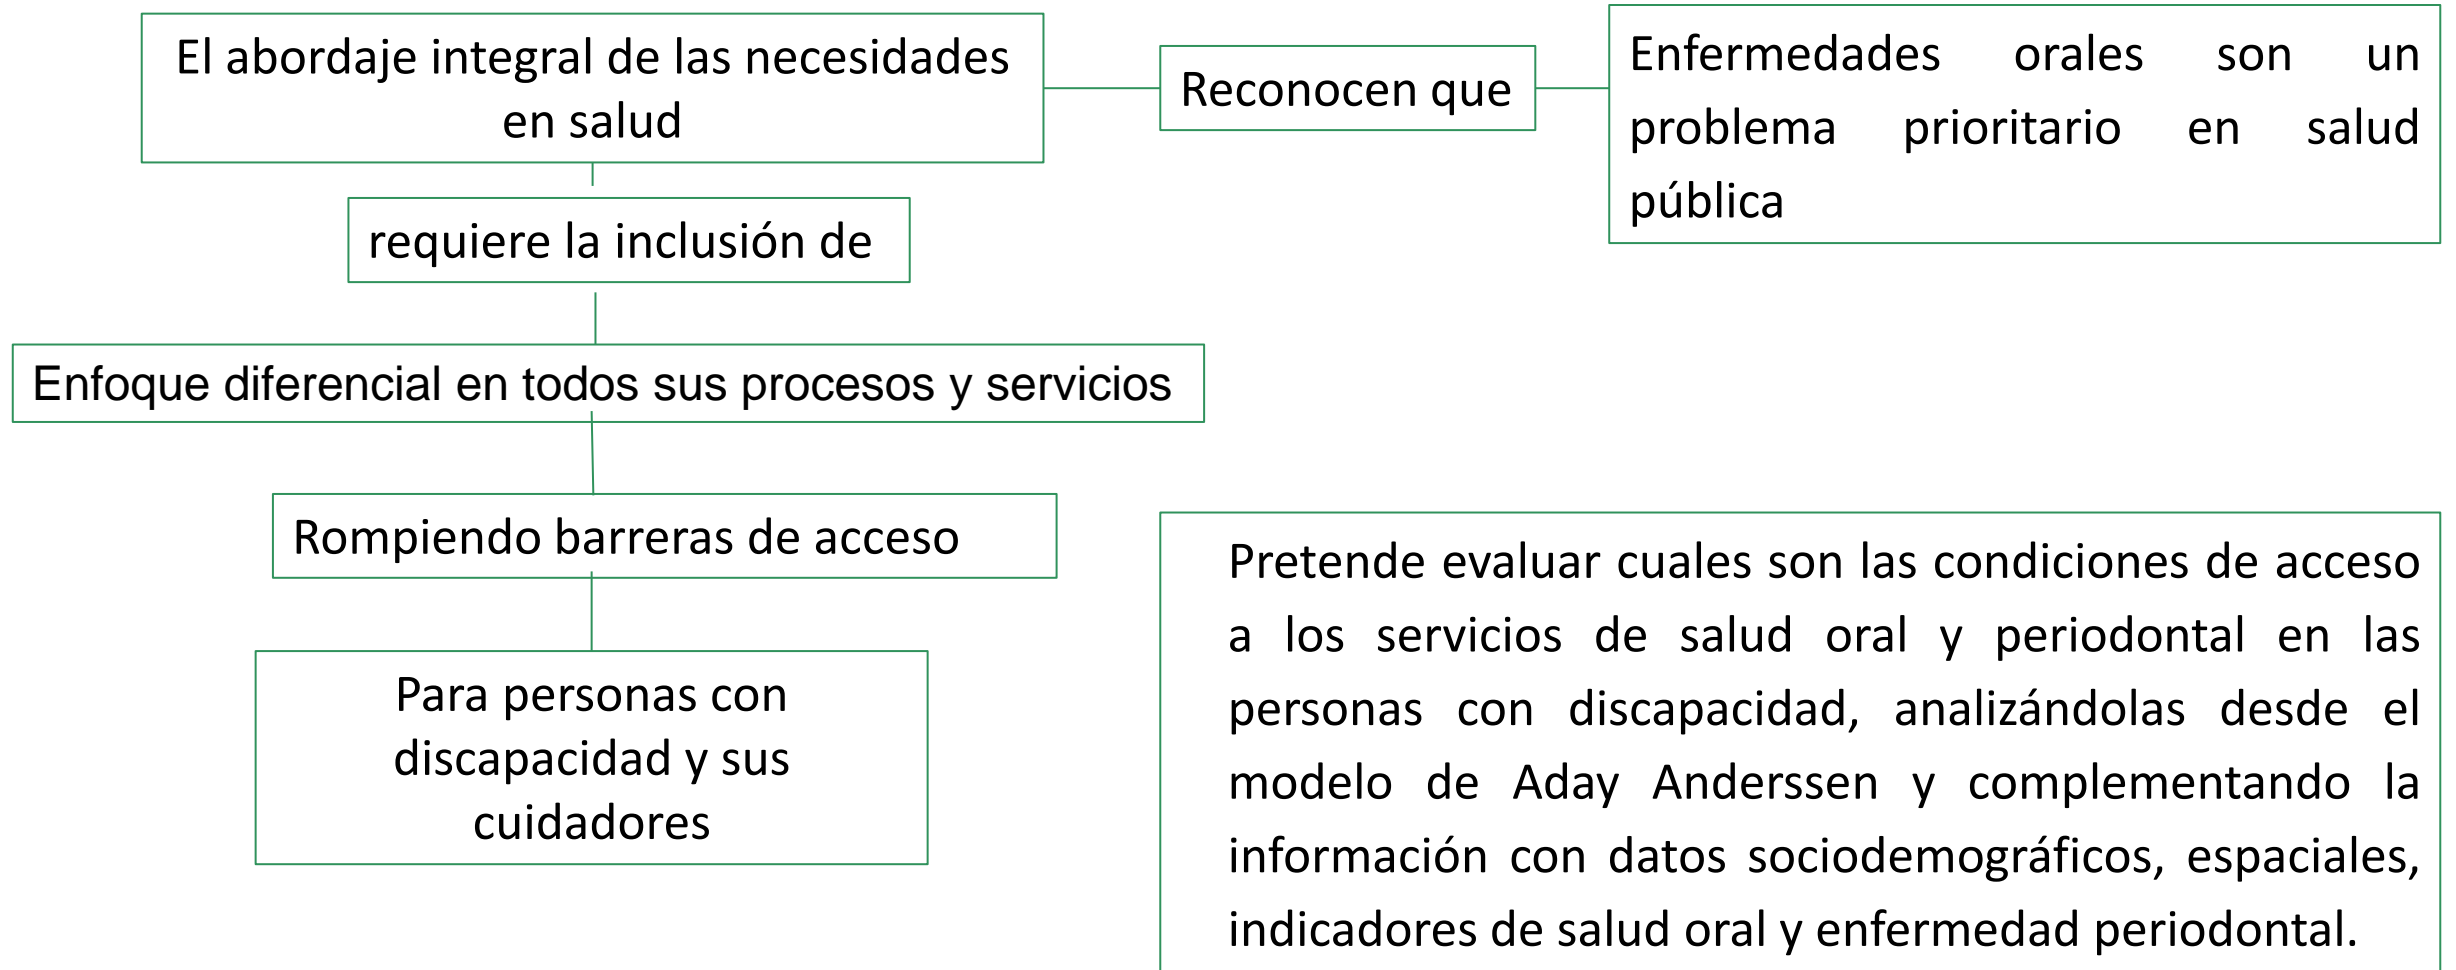 El abordaje integral de las necesidades
en salud
Reconocen que
Enfermedades orales son un
problema prioritario en salud
pública
requiere la inclusión de
Enfoque diferencial en todos sus procesos y servicios
Rompiendo barreras de acceso
Para personas con
discapacidad y sus
cuidadores
Pretende evaluar cuales son las condiciones de acceso
a los servicios de salud oral y periodontal en las
personas con discapacidad, analizándolas desde el
modelo de Aday Anderssen y complementando la
información con datos sociodemográficos, espaciales,
indicadores de salud oral y enfermedad periodontal.